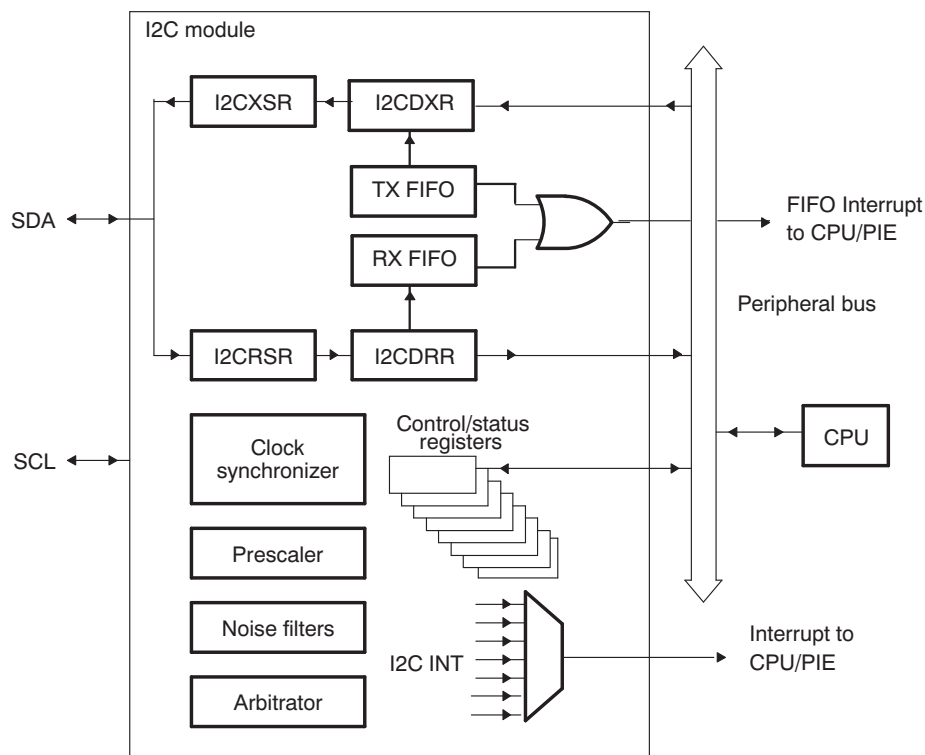 I2C module
I2CXSR
I2CDXR
TX FIFO
SDA
FIFO Interrupt
to CPU/PIE
RX FIFO
Peripheral bus
I2CRSR
I2CDRR
Control/status
registers
Clock
synchronizer
SCL
CPU
Prescaler
Noise filters
I2C INT
Interrupt to
CPU/PIE
Arbitrator